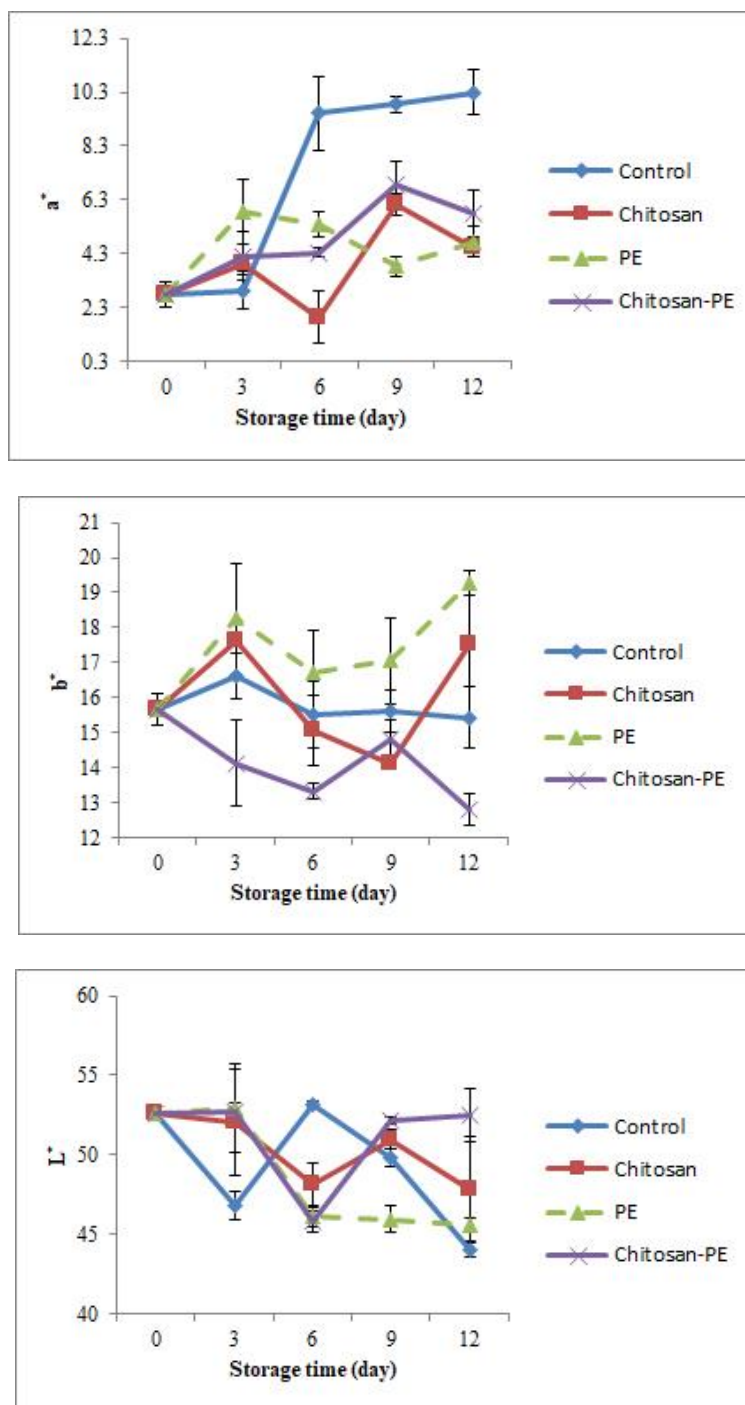 12.3
10.3
8.3
6.3
4.3
2.3
0.3
a*
0 3 6 9 12
Storage time (day)
Control
Chitosan
PE
Chitosan-PE
21
20
19
18
17
16
15
14
13
12
b*
0 3 6 9 12
Storage time (day)
Control
Chitosan
PE
Chitosan-PE
60
55
50
45
40
L*
0 3 6 9 12
Storage time (day)
Control
Chitosan
PE
Chitosan-PE